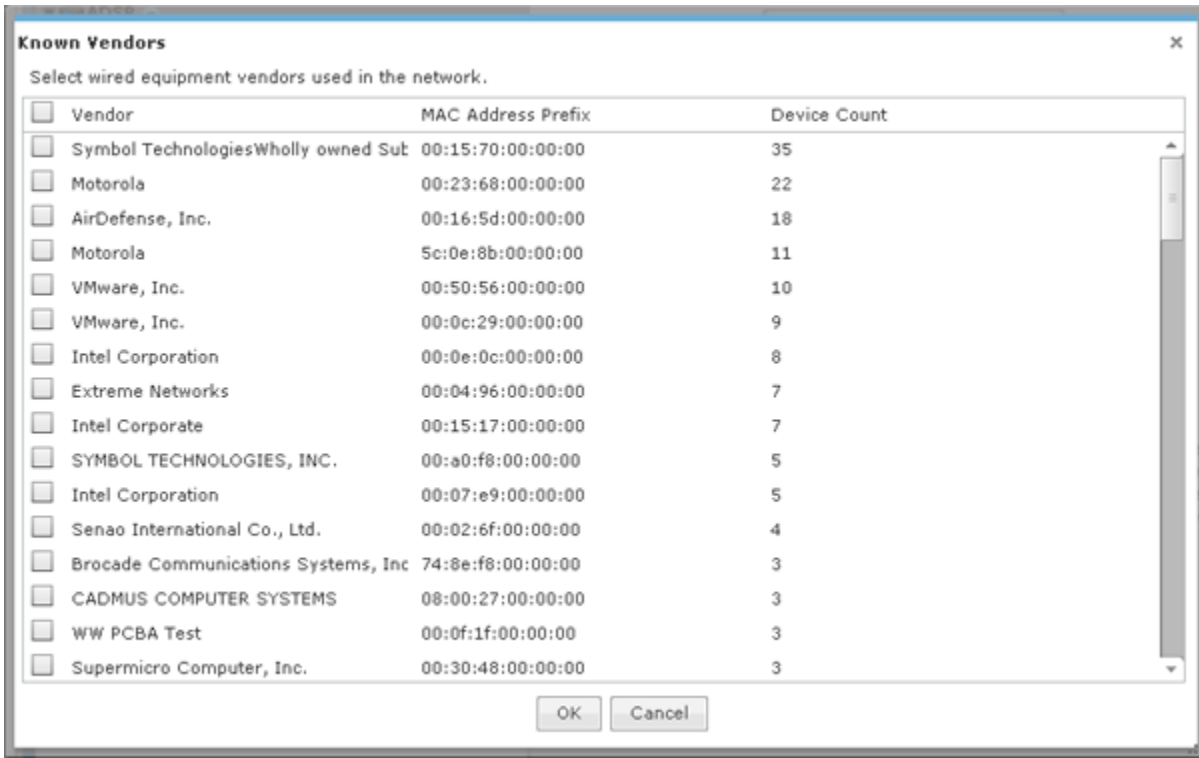 Known Vendors
Select wired equipment vendors used in the network.
Vendor MAC Address Prefix Device Count
Symbol TechnologiesWholly owned Sub 00:15:70:00:00:00 35
Motorola 00:23:68:00:00:00 22
AirDefense, Inc. 00:16:5d:00:00:00 18
Motorola 5c:0e:8b:00:00:00 11
VMware, Inc. 00:50:56:00:00:00 10
VMware, Inc. 00:0c:29:00:00:00 9
Intel Corporation 00:0e:0c:00:00:00 8
Extreme Networks 00:04:96:00:00:00 7
Intel Corporate 00:15:17:00:00:00 7
SYMBOL TECHNOLOGIES, INC. 00:a0:f8:00:00:00 5
Intel Corporation 00:07:e9:00:00:00 5
Senao International Co., Ltd. 00:02:6f:00:00:00 4
Brocade Communications Systems, Inc 74:8e:f8:00:00:00 3
CADMUS COMPUTER SYSTEMS 08:00:27:00:00:00 3
WW PCBA Test 00:0f:1f:00:00:00 3
Supermicro Computer, Inc. 00:30:48:00:00:00 3
OK Cancel